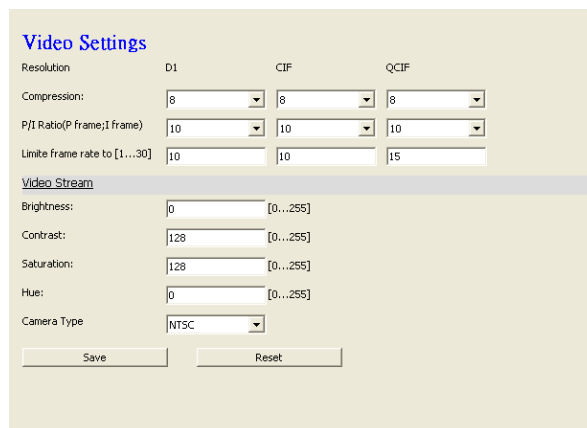 Video Settings
Resolution D1 CIF QCIF
Compression: 8 8 8
P/I Ratio(P frame;I frame) 10 10 10
Limite frame rate to [1...30] 10 10 15
Video Stream
Brightness: 0 [0...255]
Contrast: 128 [0...255]
Saturation: 128 [0...255]
Hue: 0 [0...255]
Camera Type NTSC
Save Reset